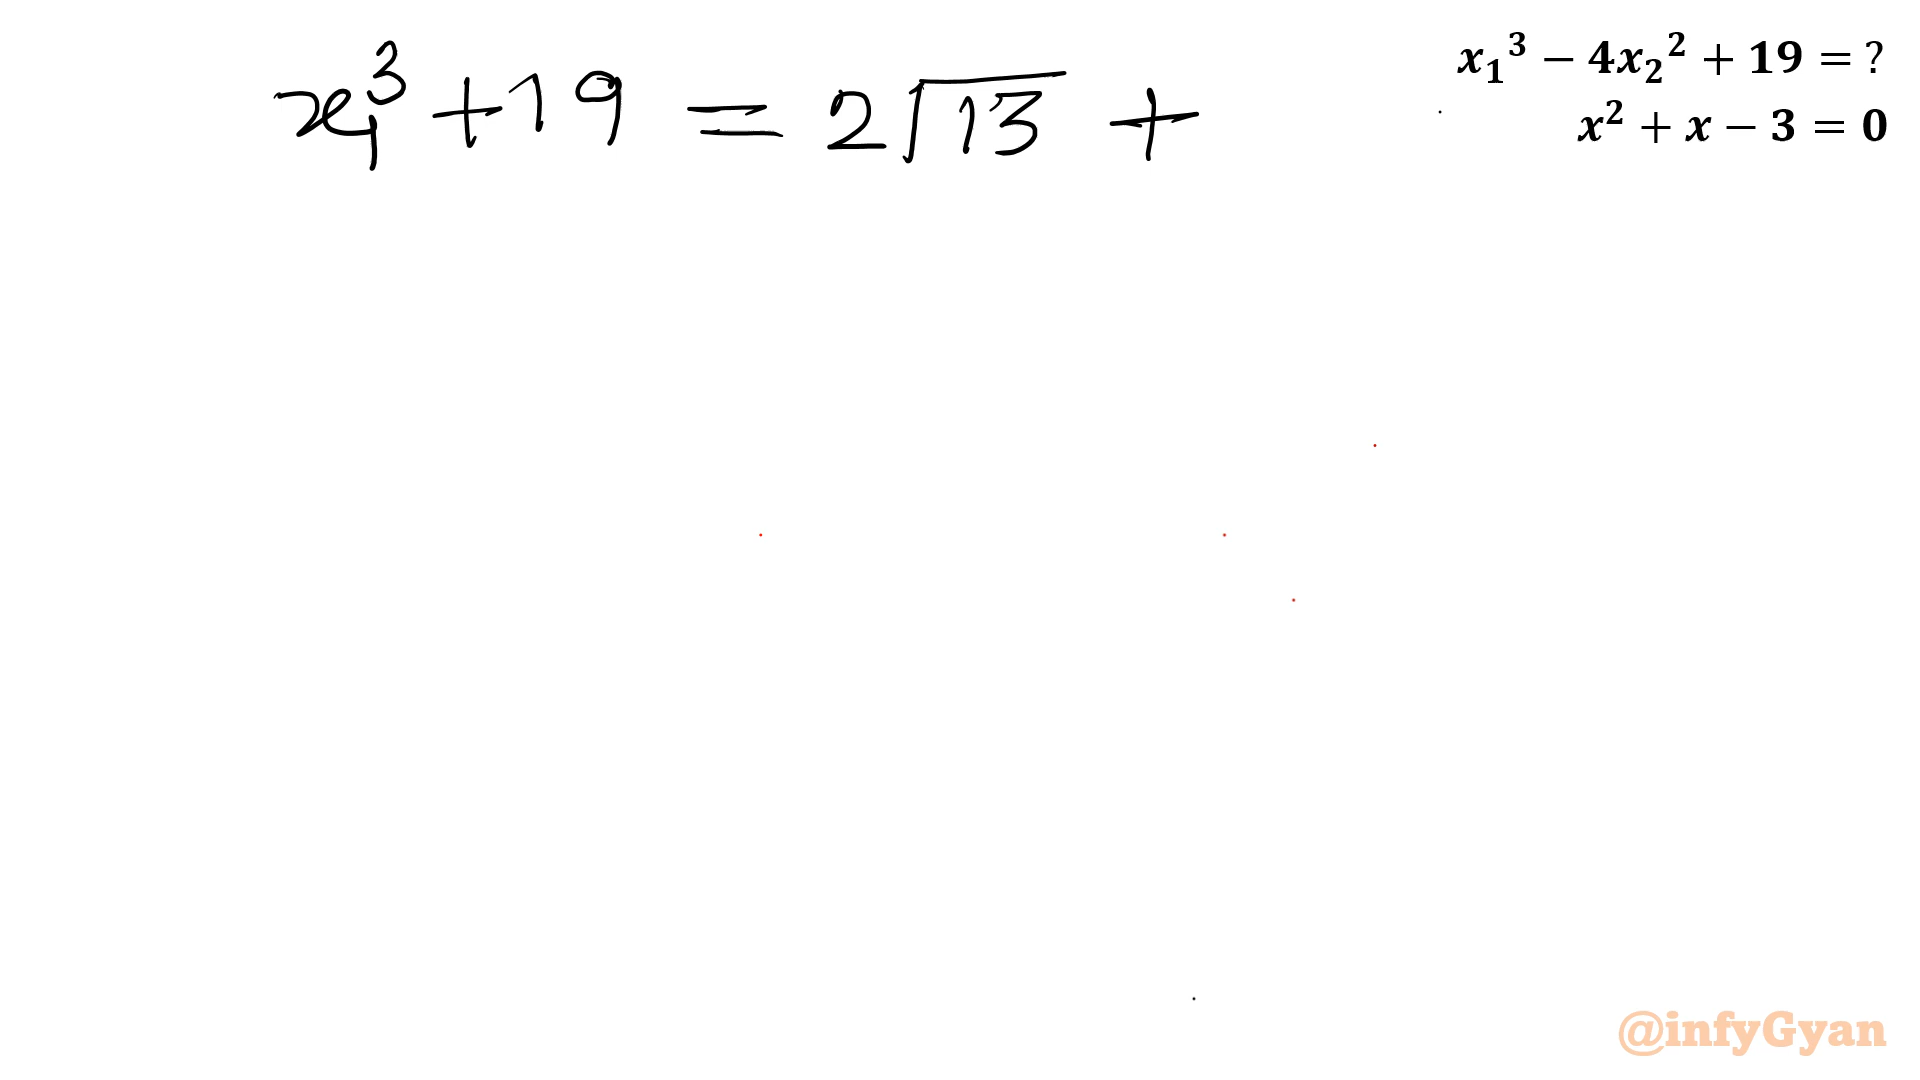 x₁³ + 19 = 2√13 +
x₁³ − 4x₂² + 19 = ?
x² + x − 3 = 0
@infyGyan